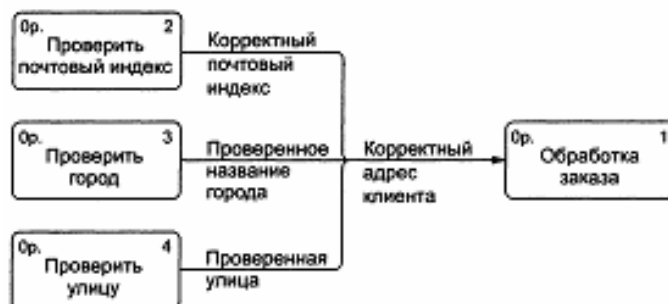 0р. 2
Проверить
почтовый индекс
Корректный
почтовый
индекс
0р. 3
Проверить
город
Проверенное
название
города
Корректный
адрес
клиента
0р. 1
Обработка
заказа
0р. 4
Проверить
улицу
Проверенная
улица